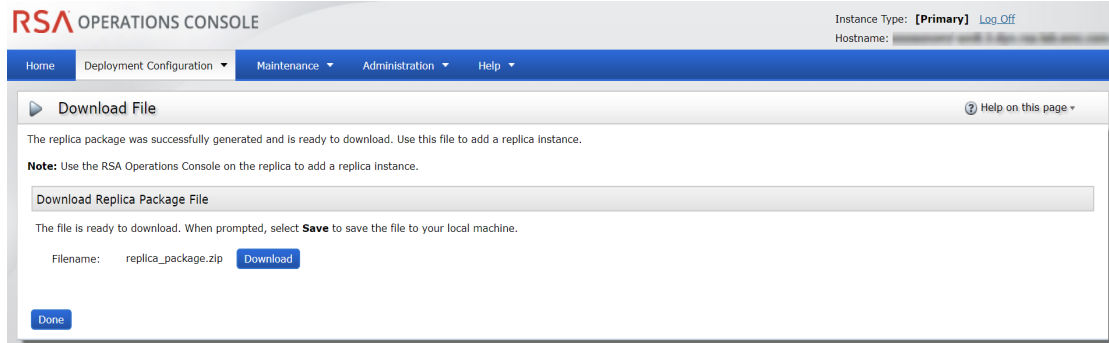 RSA OPERATIONS CONSOLE
Instance Type: [Primary] Log Off
Hostname:
Home Deployment Configuration Maintenance Administration Help
Download File
Help on this page
The replica package was successfully generated and is ready to download. Use this file to add a replica instance.
Note: Use the RSA Operations Console on the replica to add a replica instance.
Download Replica Package File
The file is ready to download. When prompted, select Save to save the file to your local machine.
Filename: replica_package.zip Download
Done